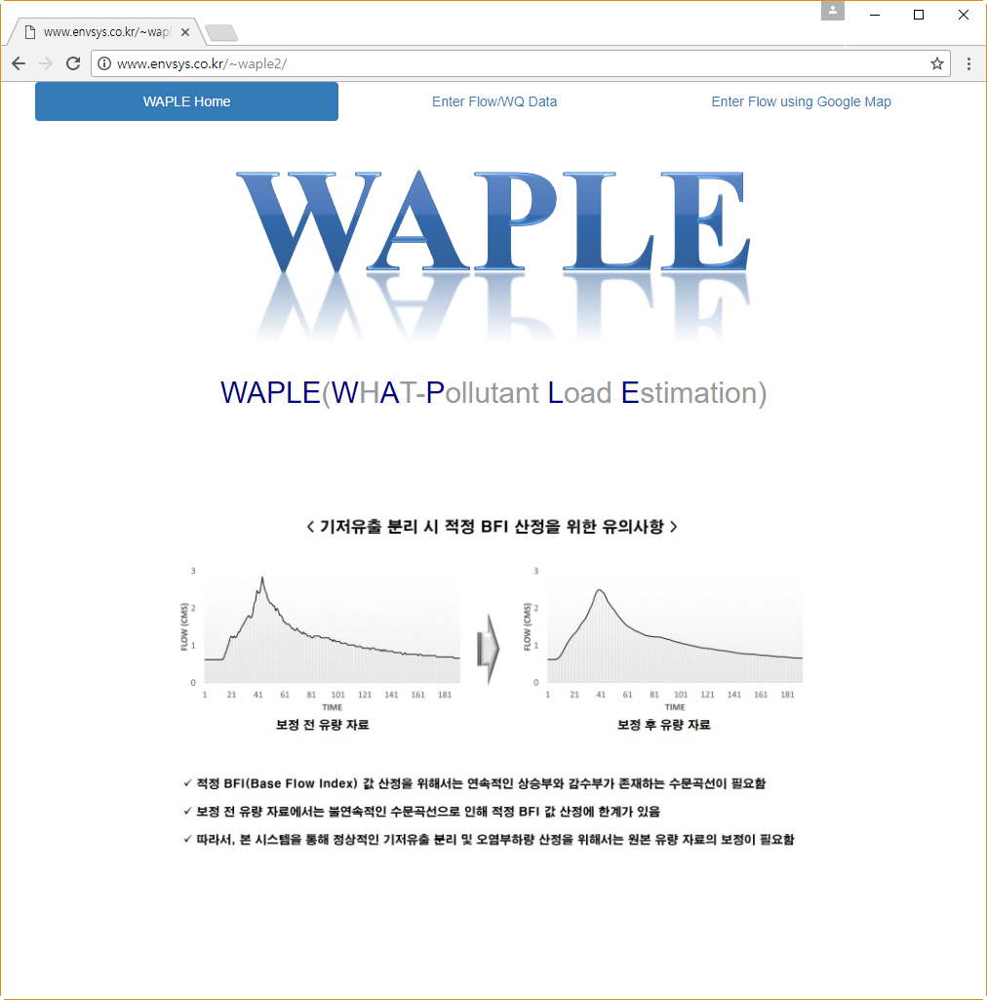 www.envsys.co.kr/~wapl
www.envsys.co.kr/~waple2/
WAPLE Home
Enter Flow/WQ Data
Enter Flow using Google Map
WAPLE
WAPLE(WHAT-Pollutant Load Estimation)
< 기저유출 분리 시 적정 BFI 산정을 위한 유의사항 >
3
2
1
0
FLOW (CMS)
1 21 41 61 81 101 121 141 161 181
TIME
보정 전 유량 자료
3
2
1
0
FLOW (CMS)
1 21 41 61 81 101 121 141 161 181
TIME
보정 후 유량 자료
✓ 적정 BFI(Base Flow Index) 값 산정을 위해서는 연속적인 상승부와 감수부가 존재하는 수문곡선이 필요함
✓ 보정 전 유량 자료에서는 불연속적인 수문곡선으로 인해 적정 BFI 값 산정에 한계가 있음
✓ 따라서, 본 시스템을 통해 정상적인 기저유출 분리 및 오염부하량 산정을 위해서는 원본 유량 자료의 보정이 필요함